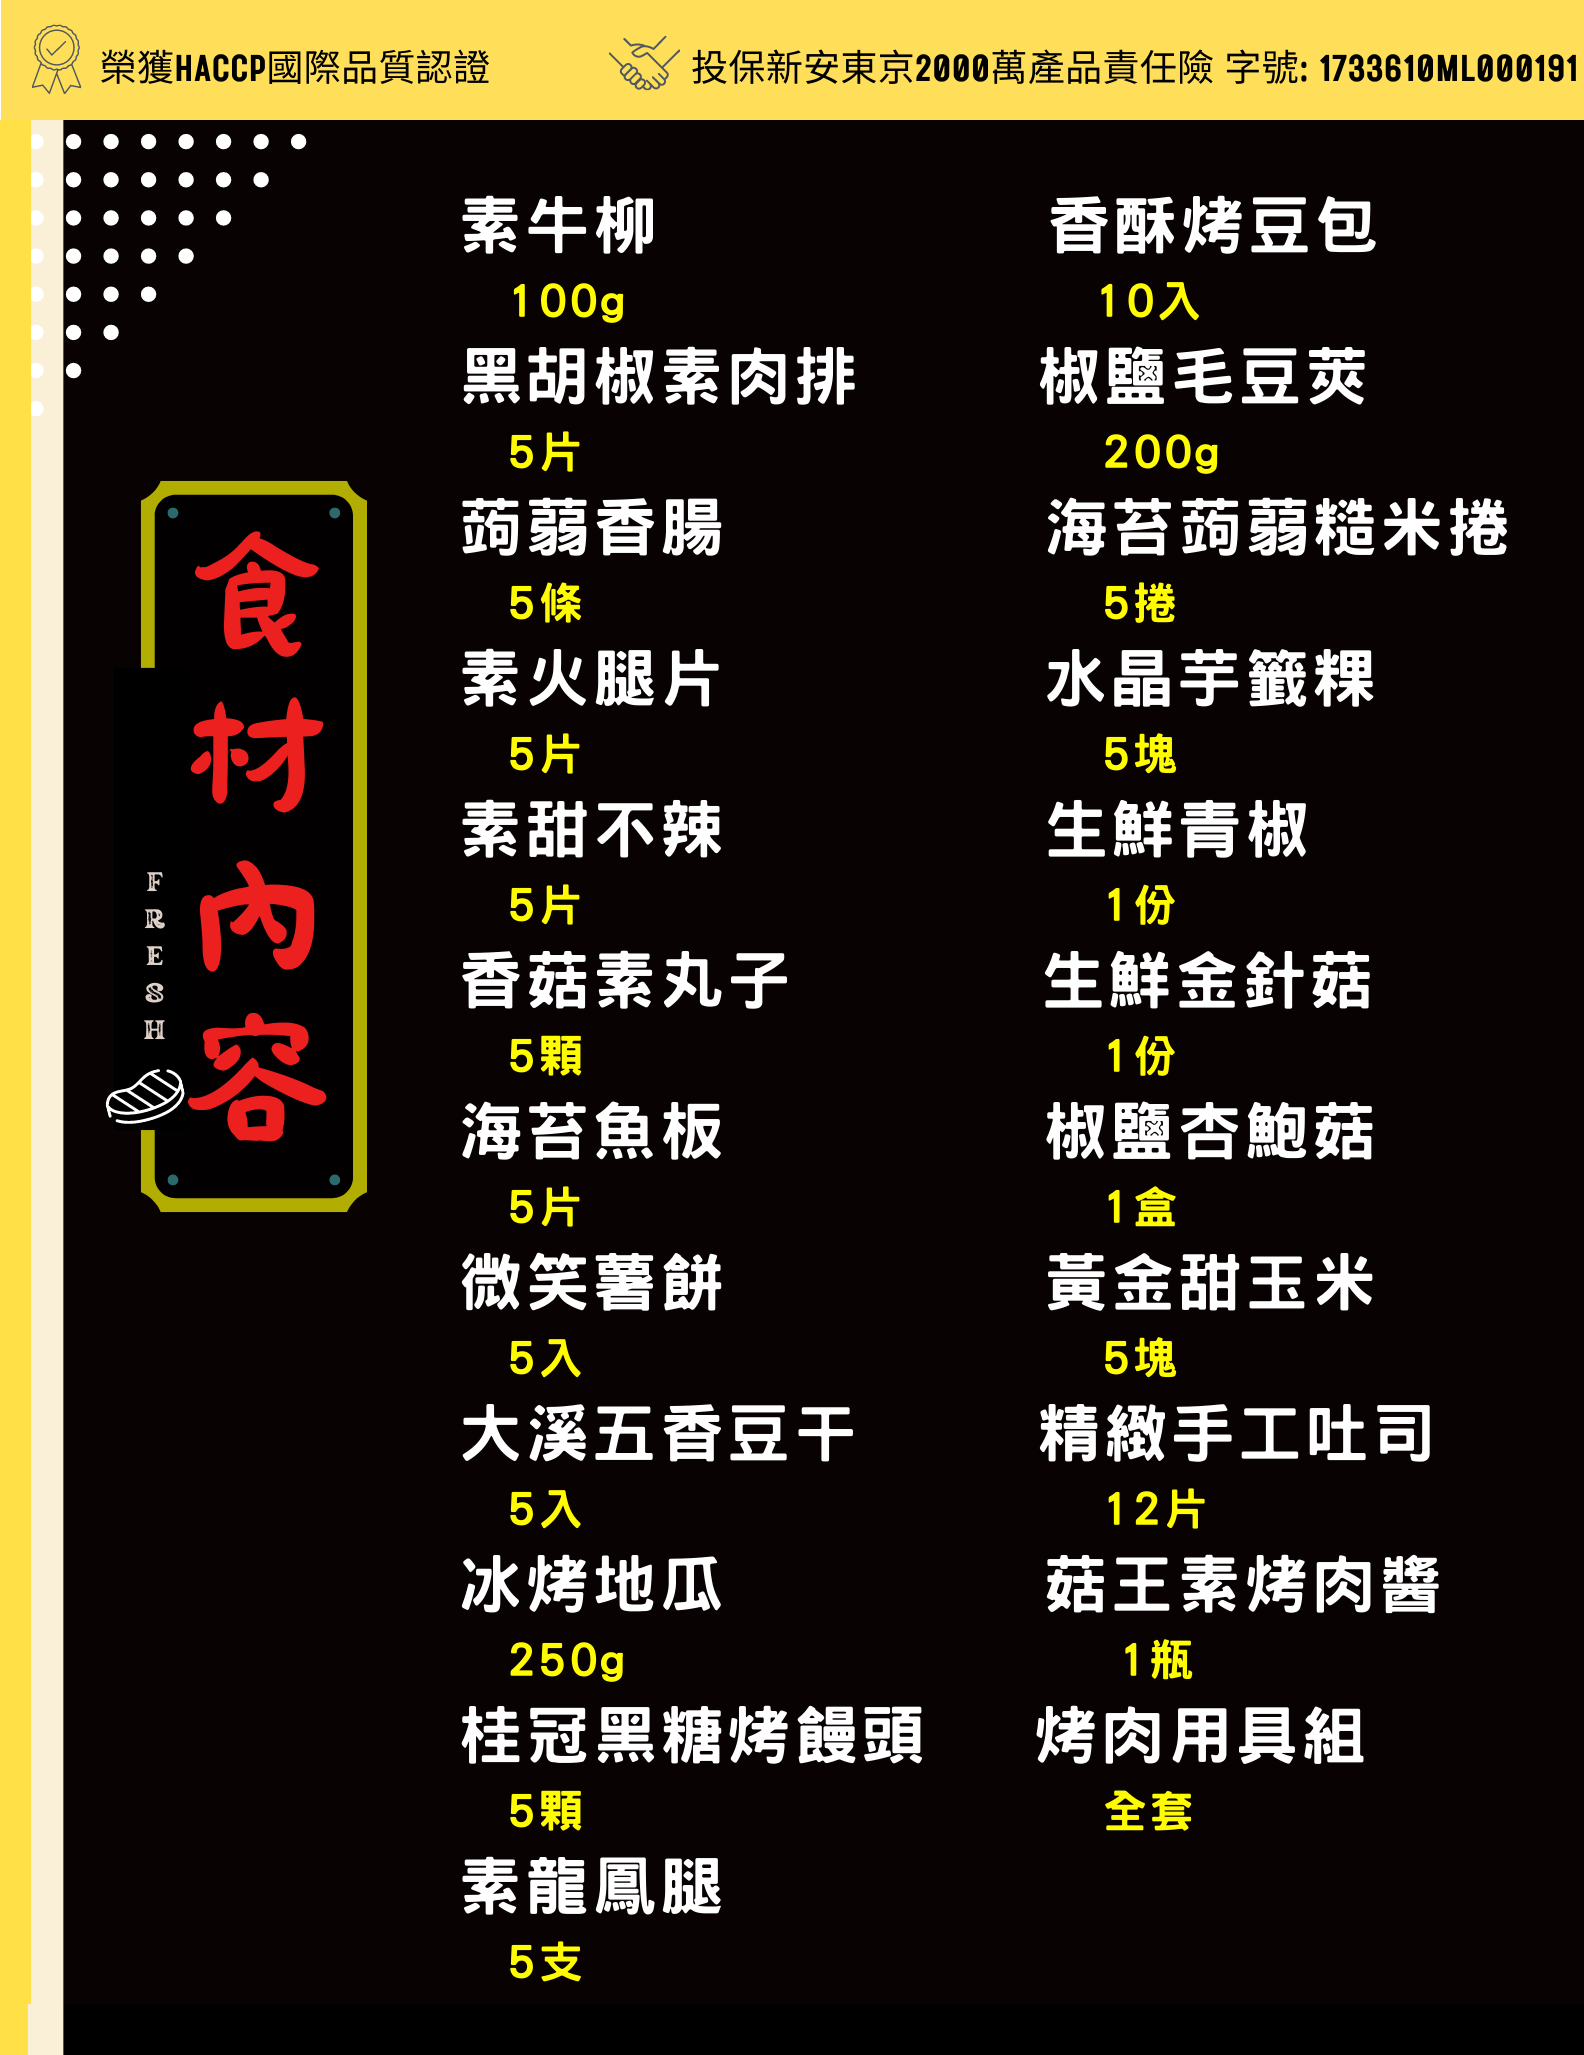 榮獲HACCP國際品質認證
投保新安東京2000萬產品責任險 字號: 1733610ML000191
食材內容
FRESH
素牛柳
100g
黑胡椒素肉排
5片
蒟蒻香腸
5條
素火腿片
5片
素甜不辣
5片
香菇素丸子
5顆
海苔魚板
5片
微笑薯餅
5入
大溪五香豆干
5入
冰烤地瓜
250g
桂冠黑糖烤饅頭
5顆
素龍鳳腿
5支
香酥烤豆包
10入
椒鹽毛豆莢
200g
海苔蒟蒻糙米捲
5捲
水晶芋籤粿
5塊
生鮮青椒
1份
生鮮金針菇
1份
椒鹽杏鮑菇
1盒
黃金甜玉米
5塊
精緻手工吐司
12片
菇王素烤肉醬
1瓶
烤肉用具組
全套